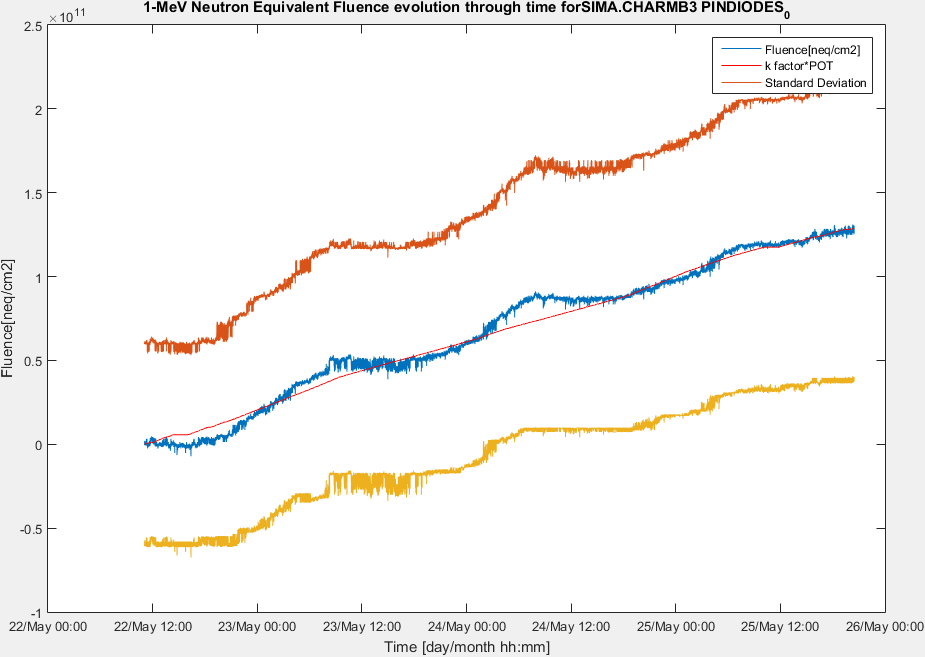 1-MeV Neutron Equivalent Fluence evolution through time forSIMA.CHARMB3 PINDIODES0
×10^11
2.5
2
1.5
1
0.5
0
-0.5
-1
Fluence[neq/cm2]
Fluence[neq/cm2]
k factor*POT
Standard Deviation
22/May 00:00 22/May 12:00 23/May 00:00 23/May 12:00 24/May 00:00 24/May 12:00 25/May 00:00 25/May 12:00 26/May 00:00
Time [day/month hh:mm]